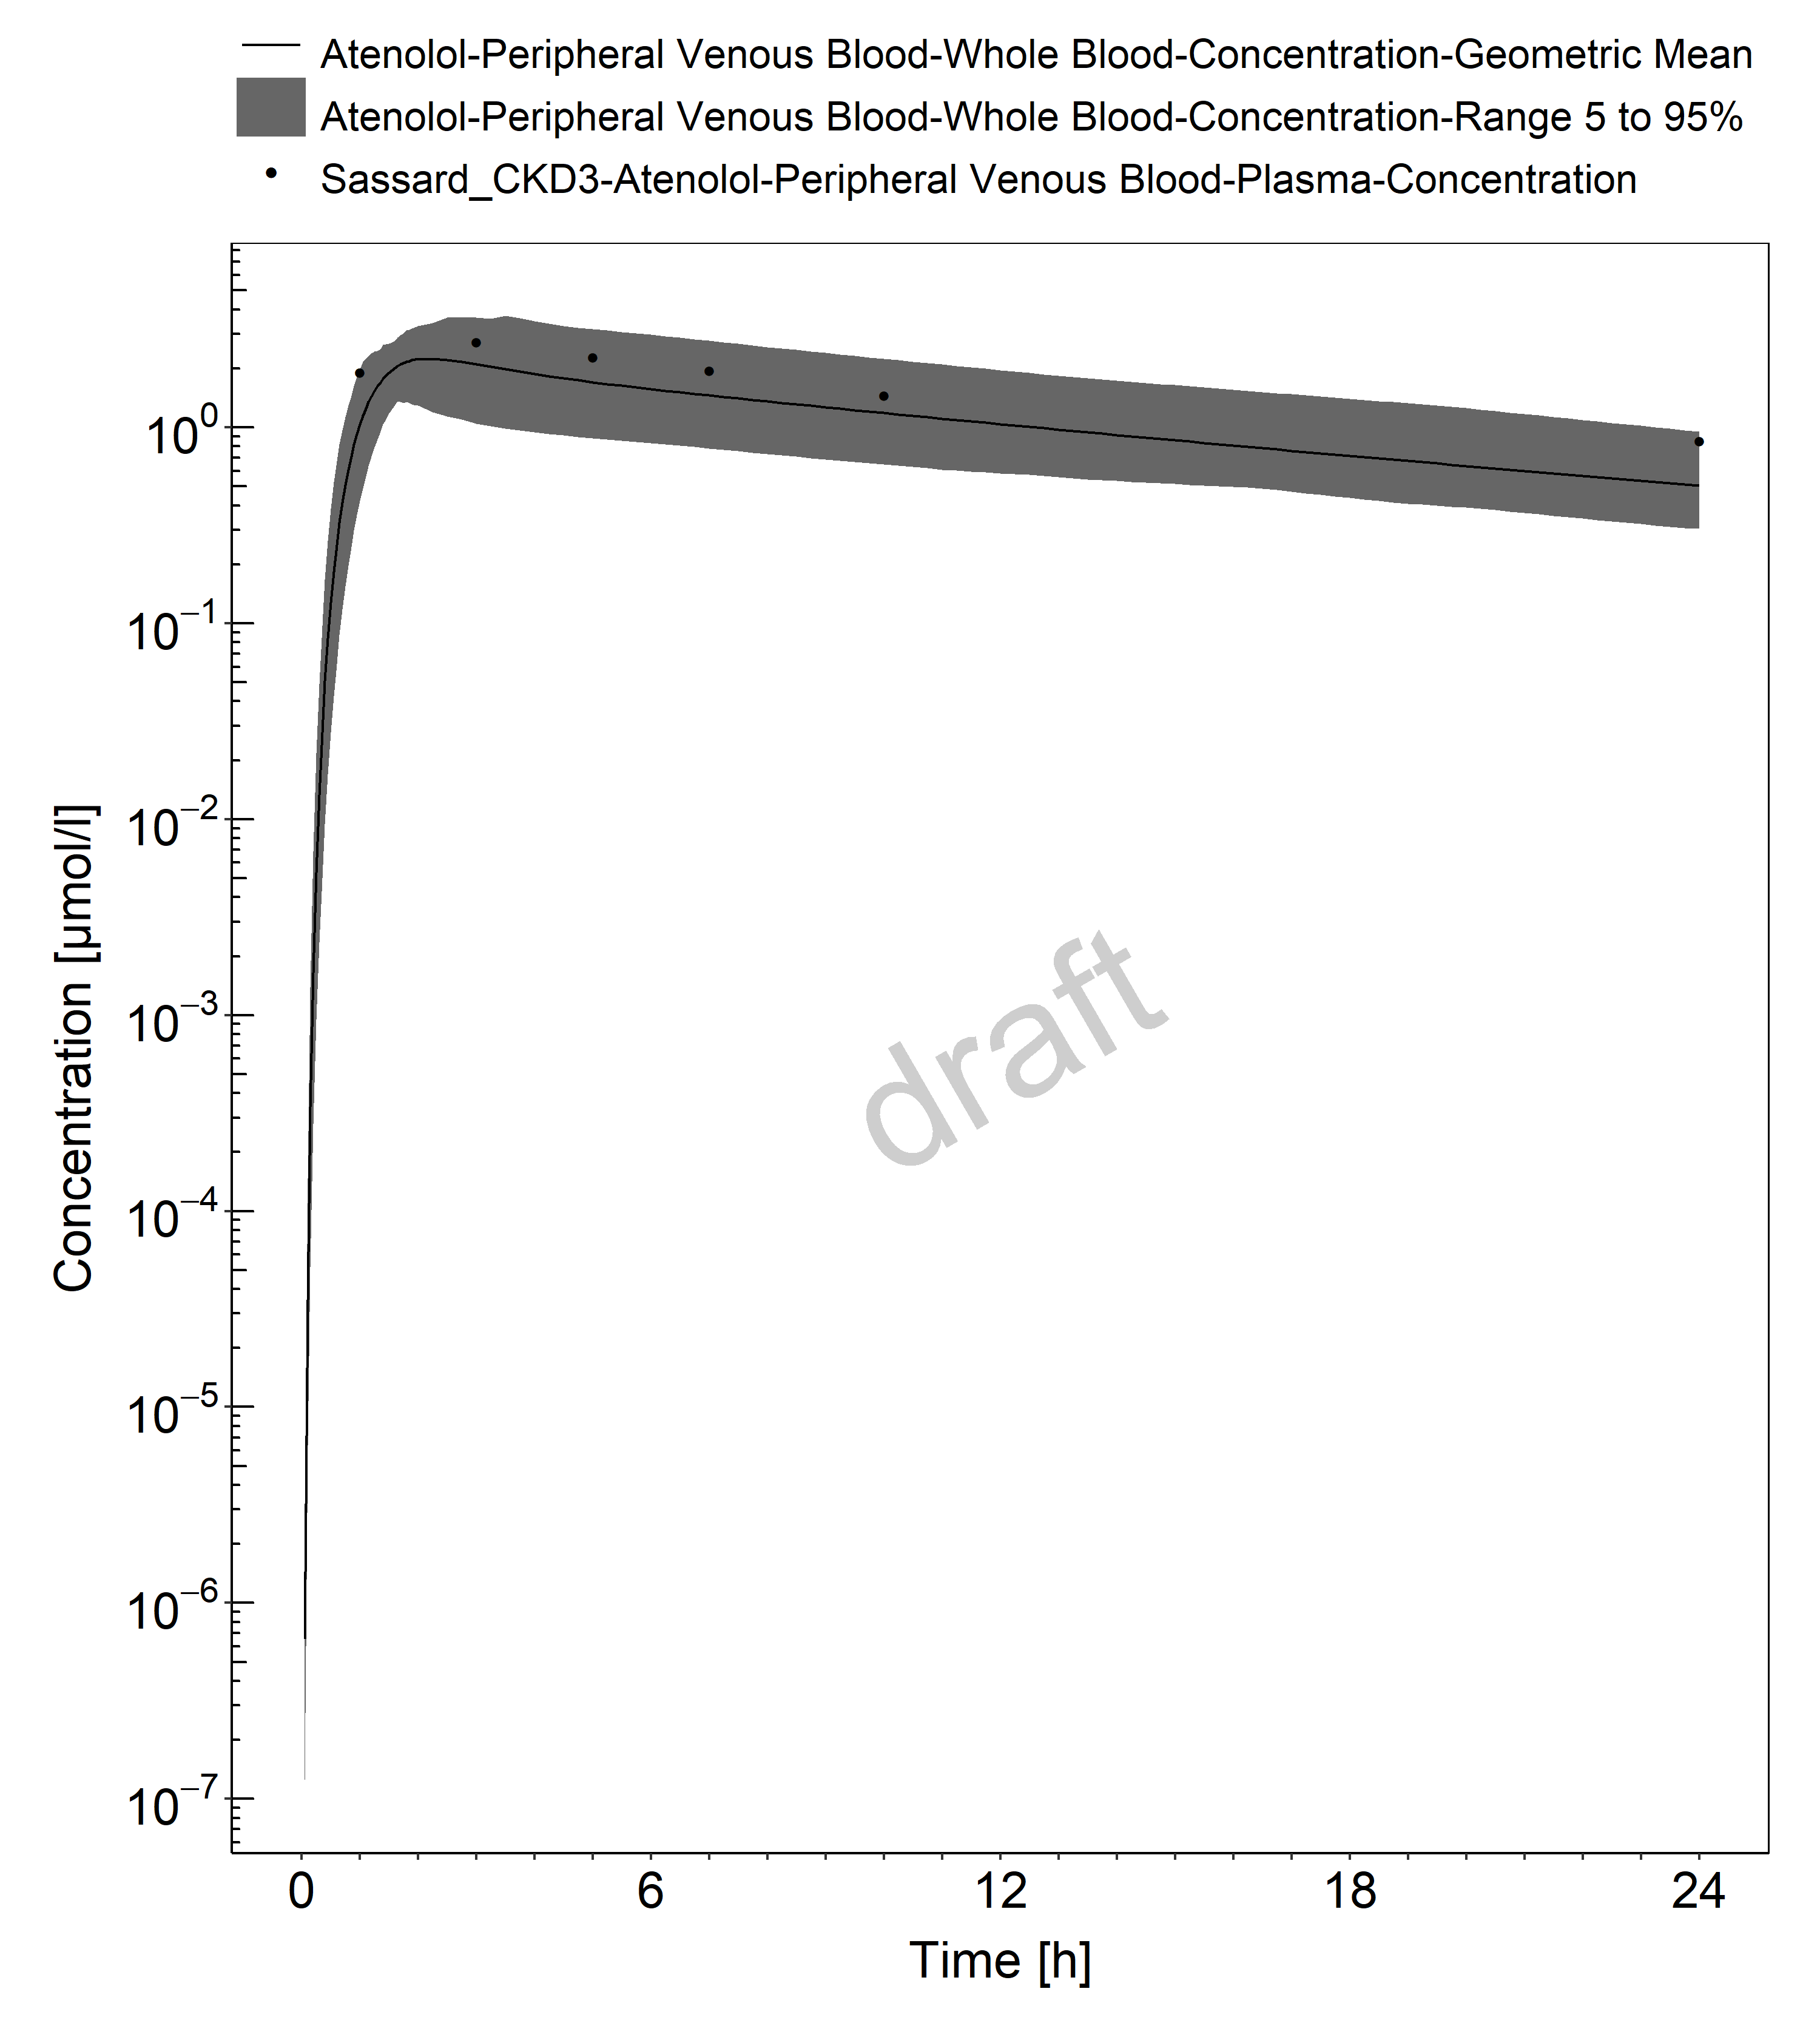 Atenolol-Peripheral Venous Blood-Whole Blood-Concentration-Geometric Mean
Atenolol-Peripheral Venous Blood-Whole Blood-Concentration-Range 5 to 95%
Sassard_CKD3-Atenolol-Peripheral Venous Blood-Plasma-Concentration
10⁰
10⁻¹
10⁻²
10⁻³
10⁻⁴
10⁻⁵
10⁻⁶
10⁻⁷
Concentration [µmol/l]
draft
0 6 12 18 24
Time [h]